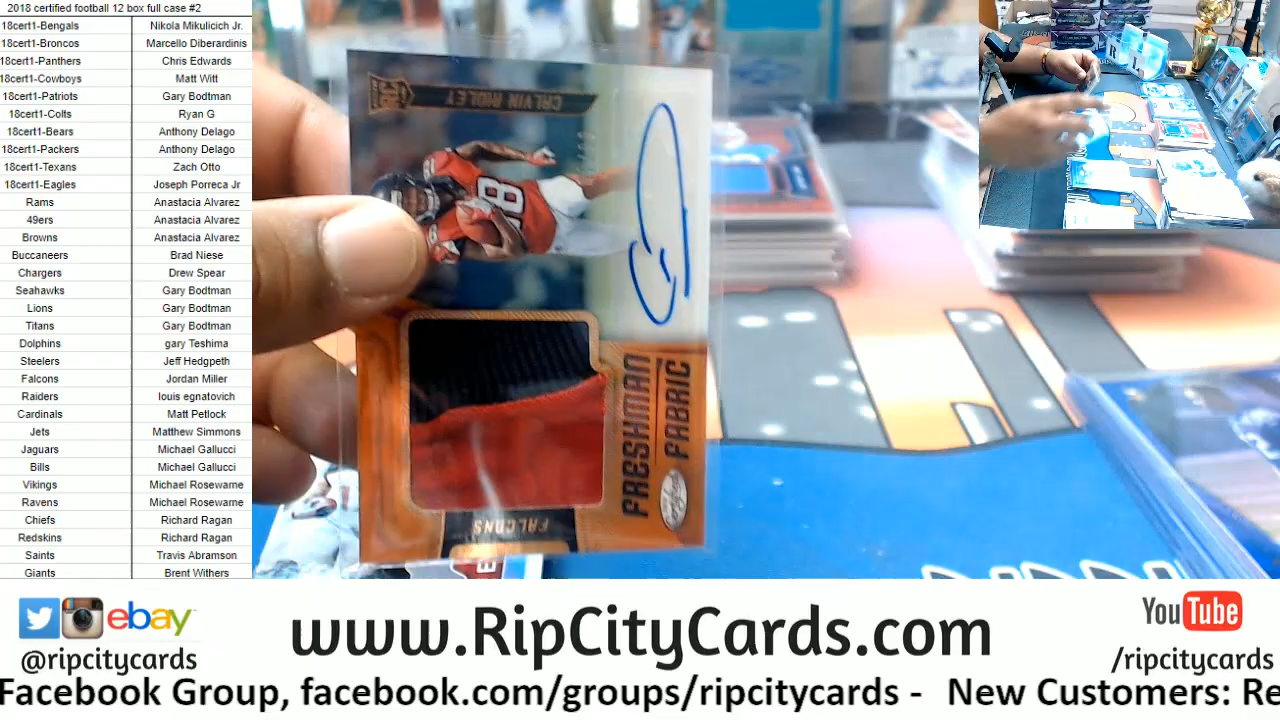 2018 certified football 12 box full case #2
18cert1-Bengals Nikola Mikulicich Jr.
18cert1-Broncos Marcello Diberardinis
18cert1-Panthers Chris Edwards
18cert1-Cowboys Matt Witt
18cert1-Patriots Gary Bodtman
18cert1-Colts Ryan G
18cert1-Bears Anthony Delago
18cert1-Packers Anthony Delago
18cert1-Texans Zach Otto
18cert1-Eagles Joseph Porreca Jr
Rams Anastacia Alvarez
49ers Anastacia Alvarez
Browns Anastacia Alvarez
Buccaneers Brad Niese
Chargers Drew Spear
Seahawks Gary Bodtman
Lions Gary Bodtman
Titans Gary Bodtman
Dolphins gary Teshima
Steelers Jeff Hedgpeth
Falcons Jordan Miller
Raiders louis egnatovich
Cardinals Matt Petlock
Jets Matthew Simmons
Jaguars Michael Gallucci
Bills Michael Gallucci
Vikings Michael Rosewarne
Ravens Michael Rosewarne
Chiefs Richard Ragan
Redskins Richard Ragan
Saints Travis Abramson
Giants Brent Withers
CALVIN RIDLEY
18
FRESHMAN
FABRIC
FALCONS
ebay
@ripcitycards
www.RipCityCards.com
YouTube
/ripcitycards
Facebook Group, facebook.com/groups/ripcitycards - New Customers: Re